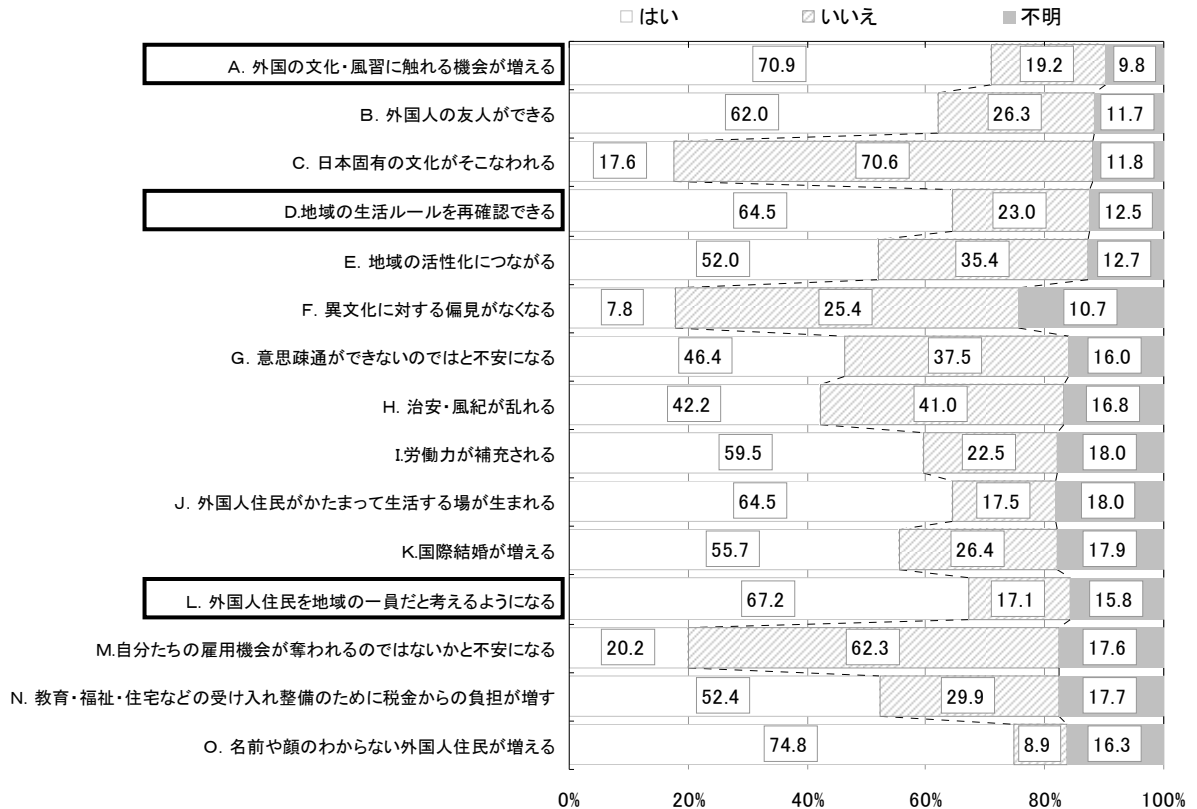 はい いいえ 不明
A. 外国の文化・風習に触れる機会が増える 70.9 19.2 9.8
B. 外国人の友人ができる 62.0 26.3 11.7
C. 日本固有の文化がそこなわれる 17.6 70.6 11.8
D.地域の生活ルールを再確認できる 64.5 23.0 12.5
E. 地域の活性化につながる 52.0 35.4 12.7
F. 異文化に対する偏見がなくなる 7.8 25.4 10.7
G. 意思疎通ができないのではと不安になる 46.4 37.5 16.0
H. 治安・風紀が乱れる 42.2 41.0 16.8
I.労働力が補充される 59.5 22.5 18.0
J. 外国人住民がかたまって生活する場が生まれる 64.5 17.5 18.0
K.国際結婚が増える 55.7 26.4 17.9
L. 外国人住民を地域の一員だと考えるようになる 67.2 17.1 15.8
M.自分たちの雇用機会が奪われるのではないかと不安になる 20.2 62.3 17.6
N. 教育・福祉・住宅などの受け入れ整備のために税金からの負担が増す 52.4 29.9 17.7
O. 名前や顔のわからない外国人住民が増える 74.8 8.9 16.3
0% 20% 40% 60% 80% 100%